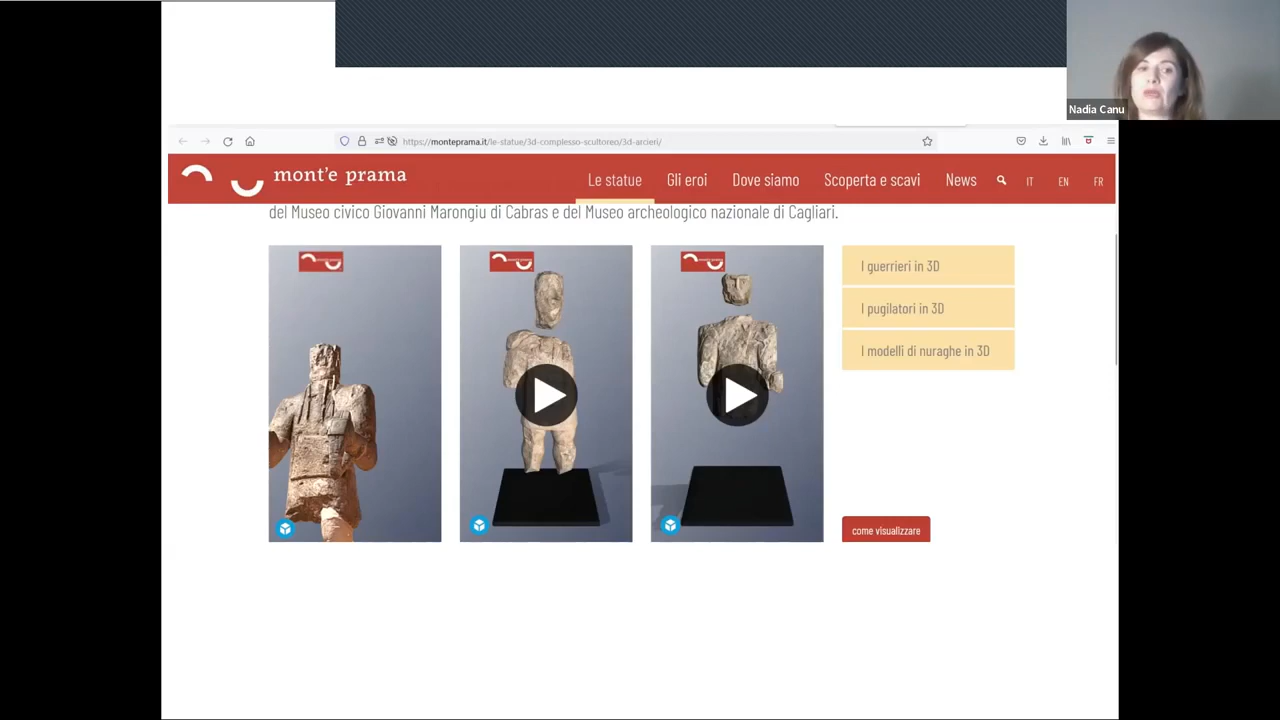 Nadia Canu
https://monteprama.it/le-statue/3d-complesso-scultoreo/3d-arcieri/
mont'e prama
Le statue
Gli eroi
Dove siamo
Scoperta e scavi
News
IT
EN
FR
del Museo civico Giovanni Marongiu di Cabras e del Museo archeologico nazionale di Cagliari.
I guerrieri in 3D
I pugilatori in 3D
I modelli di nuraghe in 3D
come visualizzare